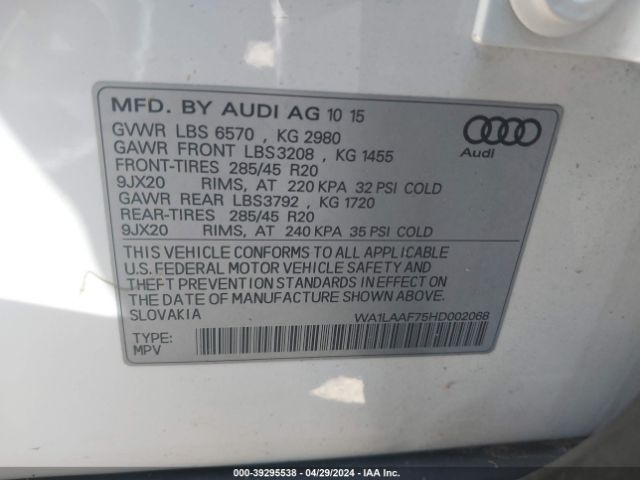 MFD. BY AUDI AG 10 15
GVWR LBS 6570 , KG 2980
GAWR FRONT LBS3208 , KG 1455
FRONT-TIRES 285/45 R20
9JX20 RIMS, AT 220 KPA 32 PSI COLD
GAWR REAR LBS3792 , KG 1720
REAR-TIRES 285/45 R20
9JX20 RIMS, AT 240 KPA 35 PSI COLD
Audi
THIS VEHICLE CONFORMS TO ALL APPLICABLE
U.S. FEDERAL MOTOR VEHICLE SAFETY AND
THEFT PREVENTION STANDARDS IN EFFECT ON
THE DATE OF MANUFACTURE SHOWN ABOVE.
SLOVAKIA WA1LAAF75HD002068
TYPE:
MPV
000-39295538 - 04/29/2024 - IAA Inc.